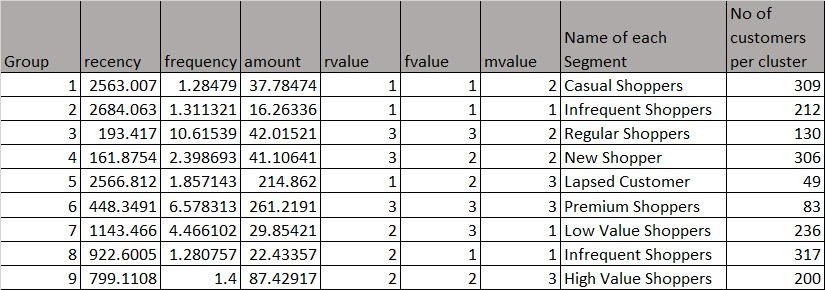 Group recency frequency amount rvalue fvalue mvalue Name of each Segment No of customers per cluster
1 2563.007 1.28479 37.78474 1 1 2 Casual Shoppers 309
2 2684.063 1.311321 16.26336 1 1 1 Infrequent Shoppers 212
3 193.417 10.61539 42.01521 3 3 2 Regular Shoppers 130
4 161.8754 2.398693 41.10641 3 2 2 New Shopper 306
5 2566.812 1.857143 214.862 1 2 3 Lapsed Customer 49
6 448.3491 6.578313 261.2191 3 3 3 Premium Shoppers 83
7 1143.466 4.466102 29.85421 2 3 1 Low Value Shoppers 236
8 922.6005 1.280757 22.43357 2 1 1 Infrequent Shoppers 317
9 799.1108 1.4 87.42917 2 2 3 High Value Shoppers 200